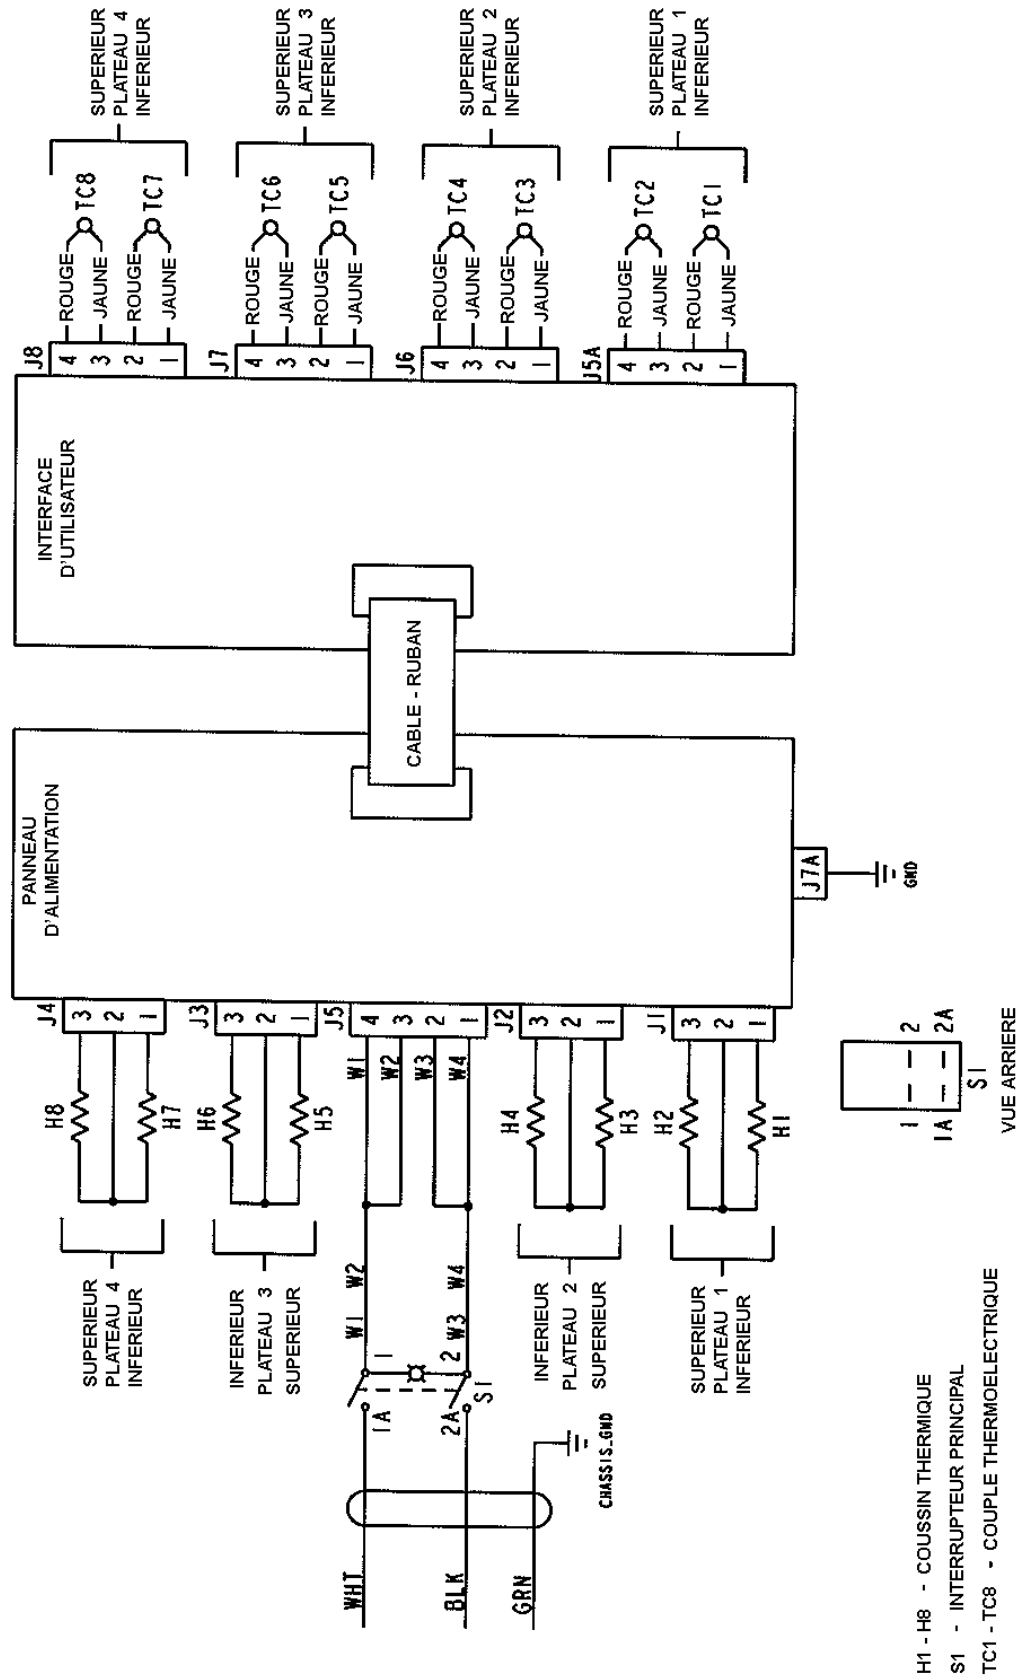 SUPERIEUR
PLATEAU 4
INFERIEUR
SUPERIEUR
PLATEAU 3
INFERIEUR
SUPERIEUR
PLATEAU 2
INFERIEUR
SUPERIEUR
PLATEAU 1
INFERIEUR
TC8
TC7
TC6
TC5
TC4
TC3
TC2
TC1
ROUGE
JAUNE
ROUGE
JAUNE
ROUGE
JAUNE
ROUGE
JAUNE
ROUGE
JAUNE
ROUGE
JAUNE
ROUGE
JAUNE
ROUGE
JAUNE
J8
4
3
2
1
J7
4
3
2
1
J6
4
3
2
1
J5A
4
3
2
1
INTERFACE
D'UTILISATEUR
CABLE - RUBAN
PANNEAU
D'ALIMENTATION
J7A
GND
J4
3
2
1
J3
3
2
1
J5
4
3
2
1
J2
3
2
1
J1
3
2
1
W1
W2
W3
W4
H8
H7
H6
H5
H4
H3
H2
H1
SUPERIEUR
PLATEAU 4
INFERIEUR
INFERIEUR
PLATEAU 3
SUPERIEUR
W1
W2
W3
W4
INFERIEUR
PLATEAU 2
SUPERIEUR
SUPERIEUR
PLATEAU 1
INFERIEUR
1
2
1A
2A
S1
CHASSIS_GND
WHT
BLK
GRN
1
2
1A
2A
S1
VUE ARRIERE
H1 - H8 - COUSSIN THERMIQUE
S1 - INTERRUPTEUR PRINCIPAL
TC1 - TC8 - COUPLE THERMOELECTRIQUE